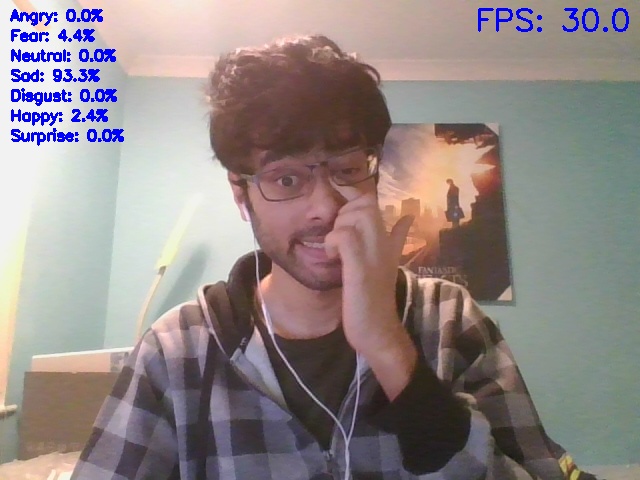 Angry: 0.0%
FPS: 30.0
Fear: 4.4%
Neutral: 0.0%
Sad: 93.3%
Disgust: 0.0%
Happy: 2.4%
Surprise: 0.0%
FANTASTIC